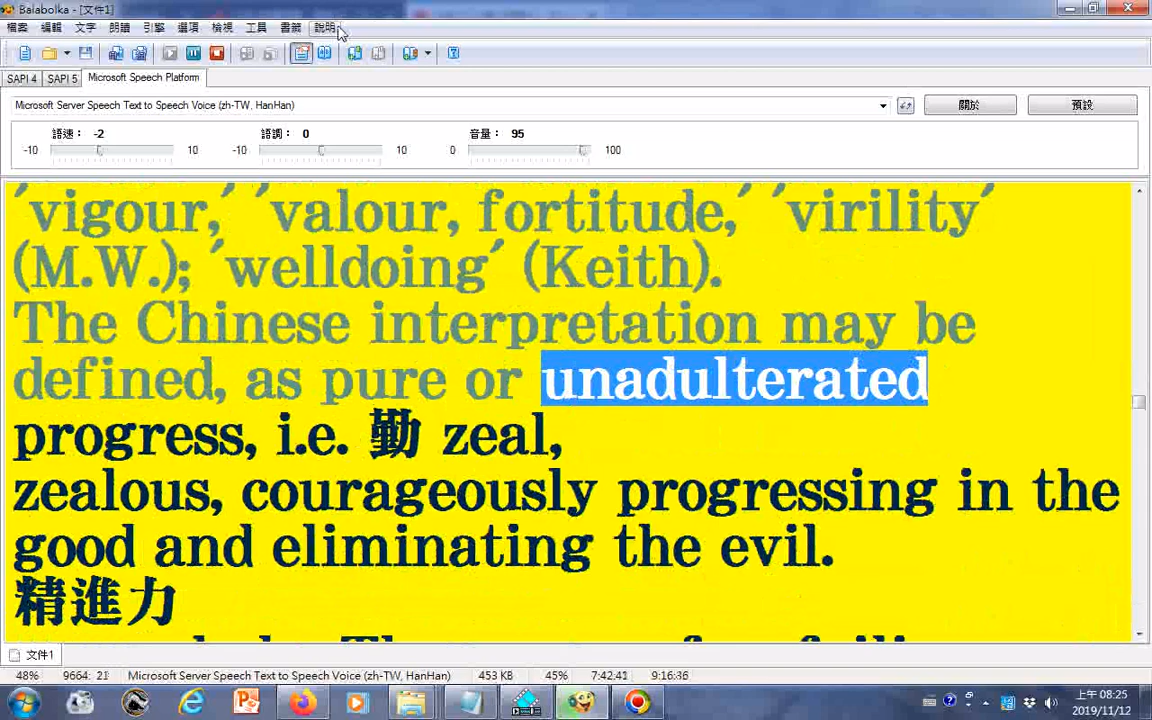 Balabolka - [文件1]
檔案 編輯 文字 朗讀 引擎 選項 檢視 工具 書籤 說明
SAPI 4 SAPI 5 Microsoft Speech Platform
Microsoft Server Speech Text to Speech Voice (zh-TW, HanHan) 關於 預設
語速： -2 語調： 0 音量： 95
-10 10 -10 10 0 100
'vigour,' 'valour, fortitude,' 'virility'
(M.W.); 'welldoing' (Keith).
The Chinese interpretation may be
defined, as pure or unadulterated
progress, i.e. 勤 zeal,
zealous, courageously progressing in the
good and eliminating the evil.
精進力
文件1
48% 9664: 21 Microsoft Server Speech Text to Speech Voice (zh-TW, HanHan) 453 KB 45% 7:42:41 9:16:36
上午 08:25
2019/11/12